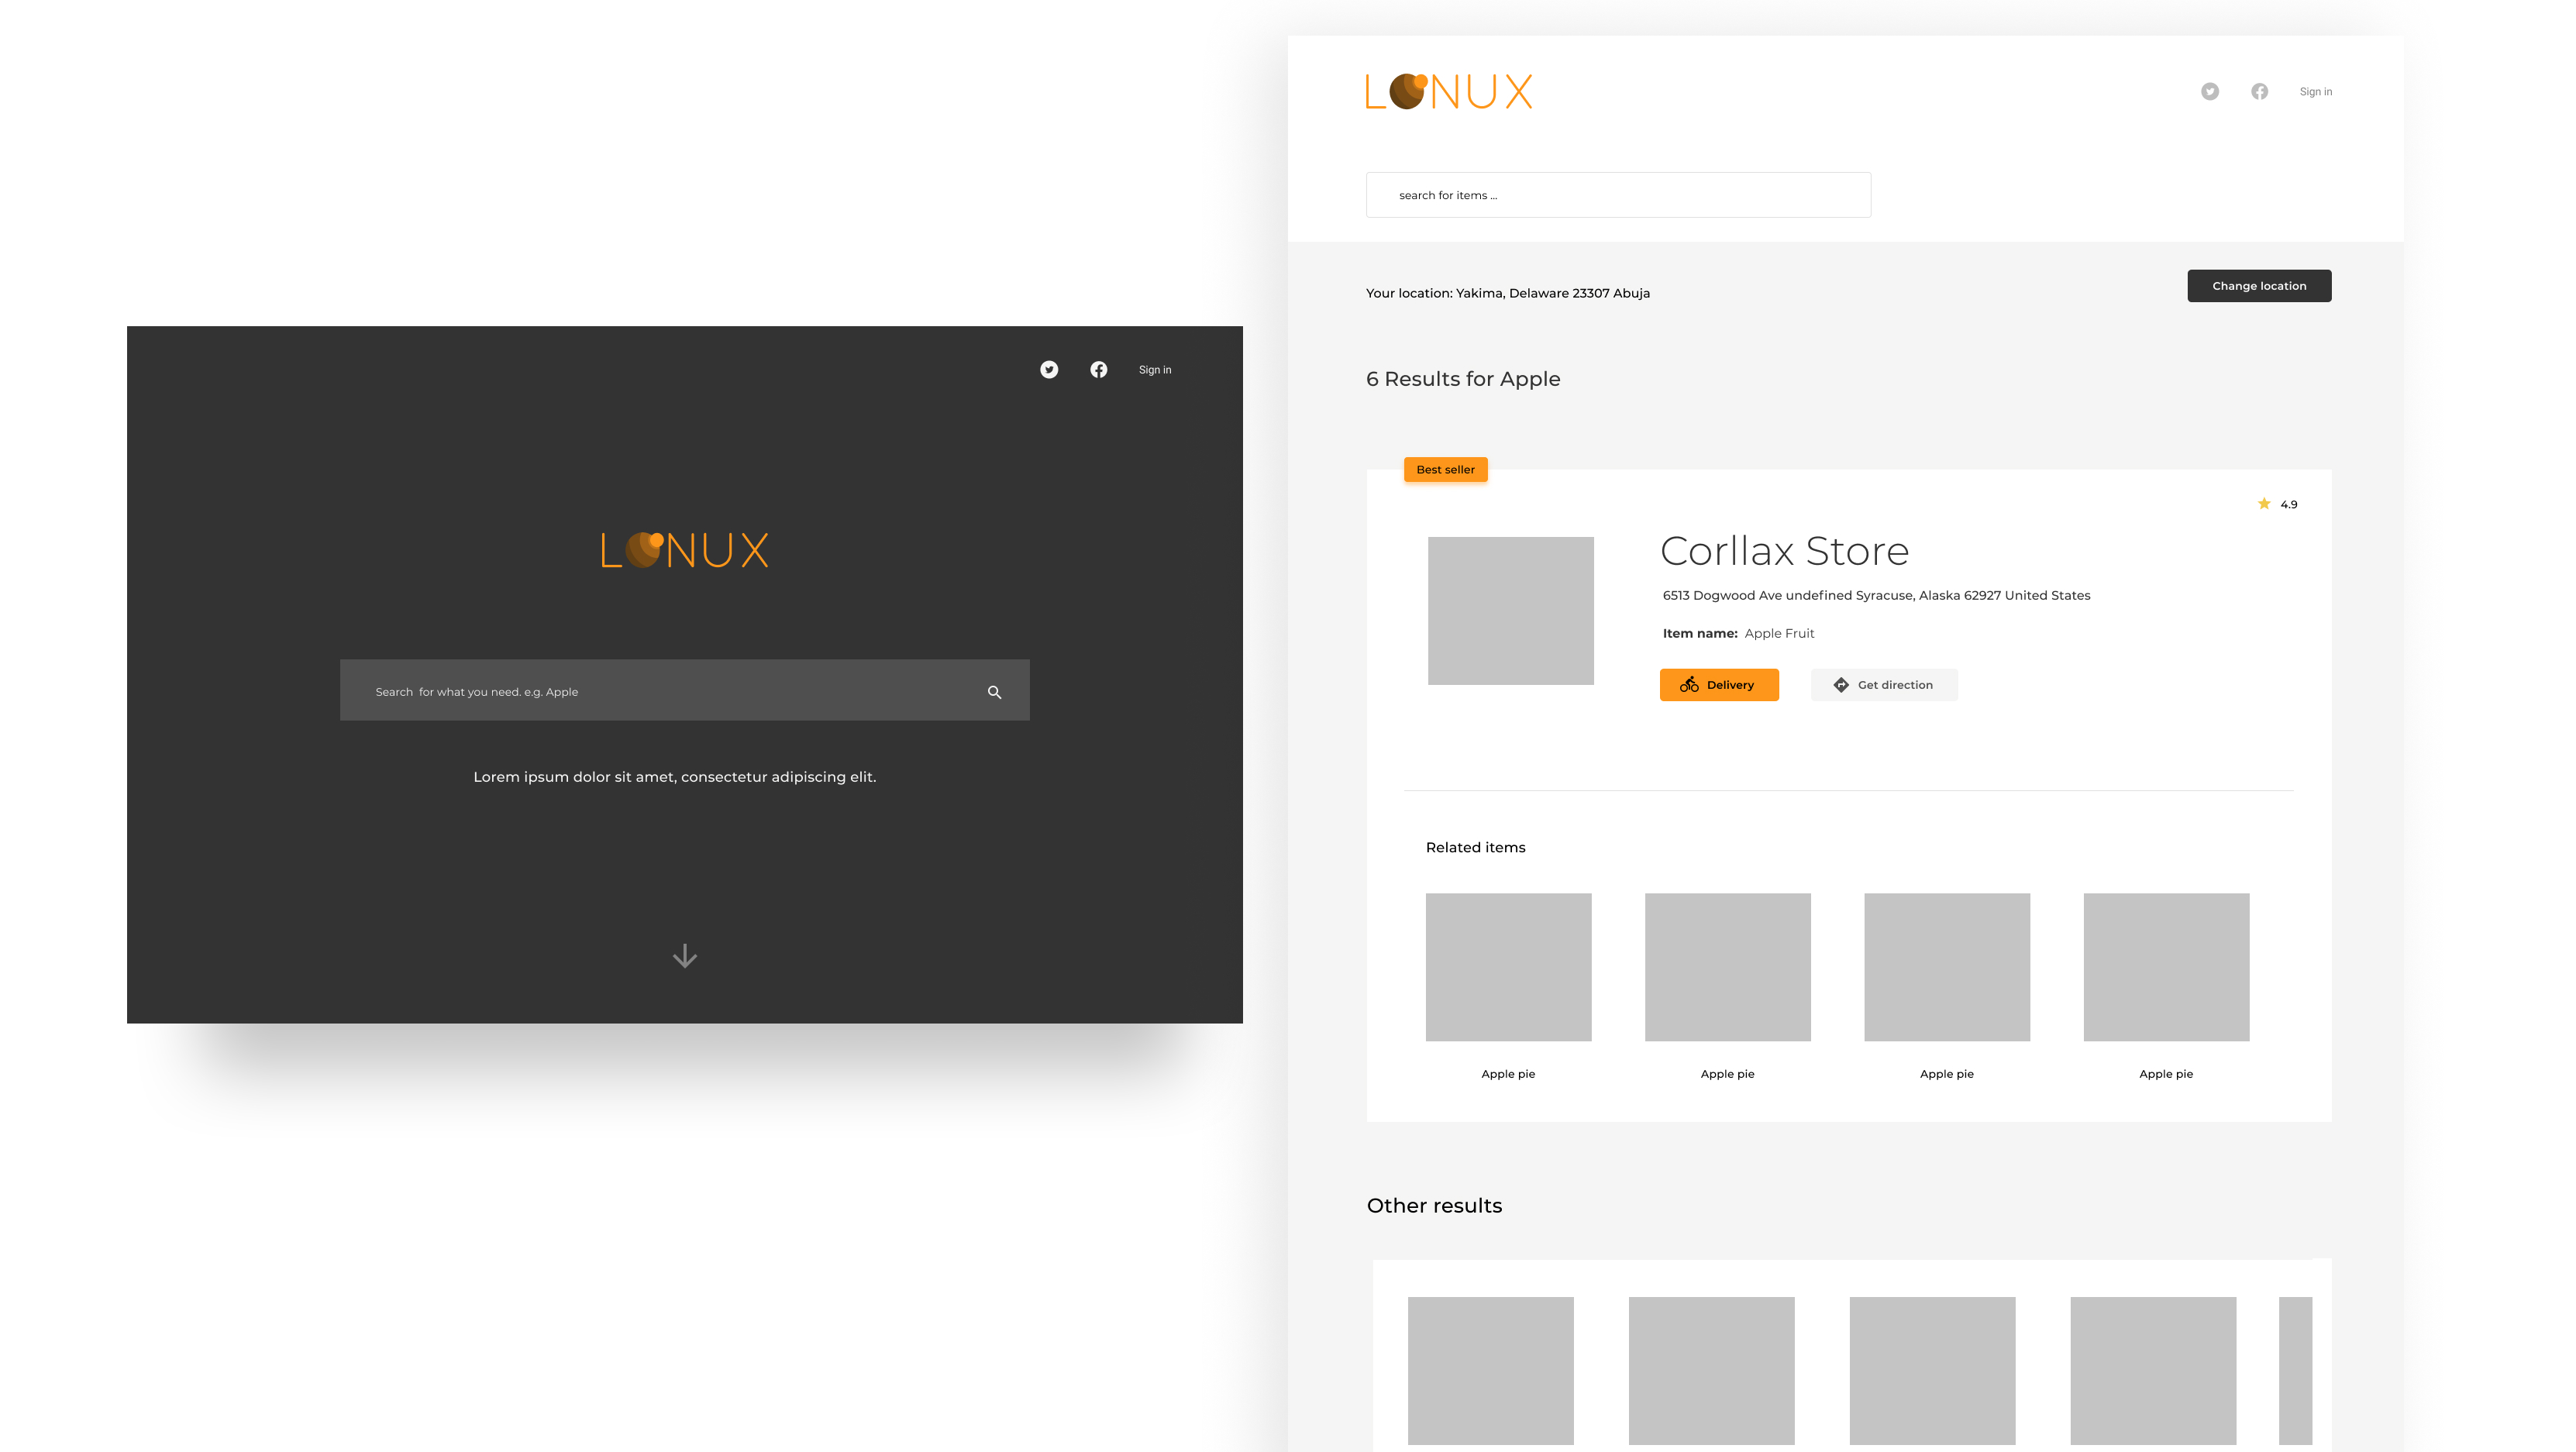 Sign in
LONUX
Search  for what you need. e.g. Apple
Lorem ipsum dolor sit amet, consectetur adipiscing elit.
LONUX
Sign in
search for items ...
Your location: Yakima, Delaware 23307 Abuja
Change location
6 Results for Apple
Best seller
4.9
Corllax Store
6513 Dogwood Ave undefined Syracuse, Alaska 62927 United States
Item name: Apple Fruit
Delivery
Get direction
Related items
Apple pie
Apple pie
Apple pie
Apple pie
Other results